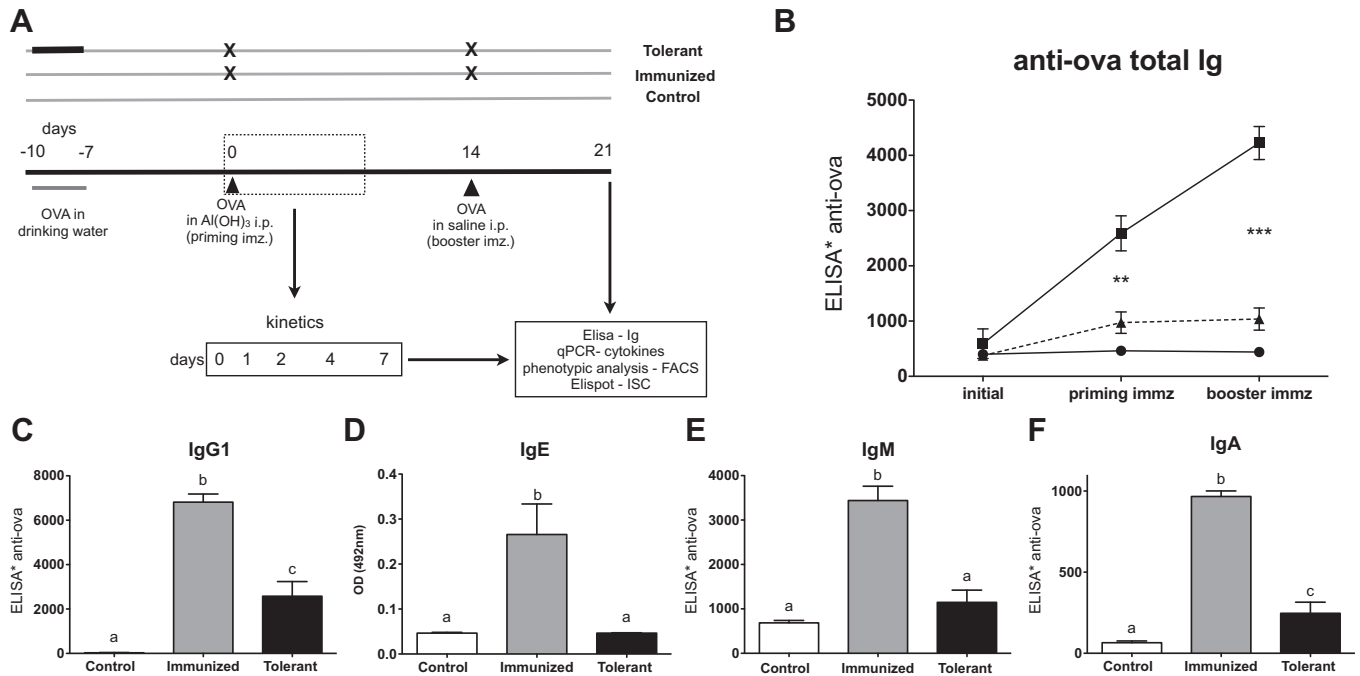 A
X X Tolerant
X X Immunized
Control
days
-10 -7 0 14 21
OVA in
drinking water
OVA
in Al(OH)₃ i.p.
(priming imz.)
OVA
in saline i.p.
(booster imz.)
kinetics
days 0 1 2 4 7
Elisa - Ig
qPCR- cytokines
phenotypic analysis - FACS
Elispot - ISC
B
anti-ova total Ig
ELISA* anti-ova
5000
4000
3000
2000
1000
0
**
***
initial priming immz booster immz
C
IgG1
ELISA* anti-ova
8000
6000
4000
2000
0
a b c
Control Immunized Tolerant
D
IgE
OD (492nm)
0.4
0.3
0.2
0.1
0.0
a b a
Control Immunized Tolerant
E
IgM
ELISA* anti-ova
4000
3000
2000
1000
0
a b a
Control Immunized Tolerant
F
IgA
ELISA* anti-ova
1000
500
0
a b c
Control Immunized Tolerant